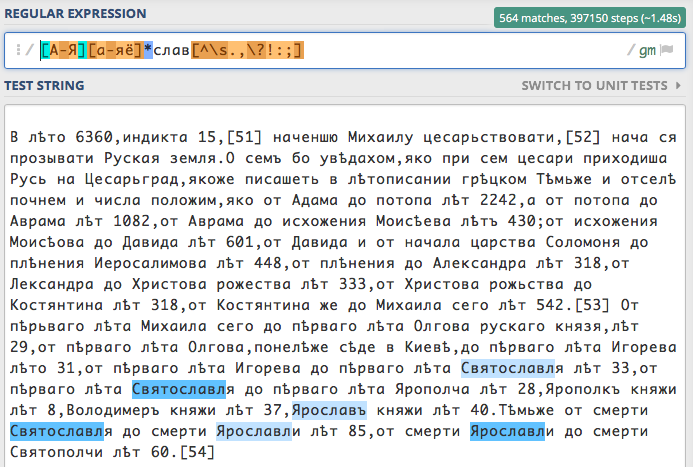 REGULAR EXPRESSION
564 matches, 397150 steps (~1.48s)
/ [А-Я][а-яё]*слав[^\s.,\?!:;] / gm
TEST STRING
SWITCH TO UNIT TESTS
В лѣто 6360,индикта 15,[51] наченшю Михаилу цесарьствовати,[52] нача ся
прозывати Руская земля.О семъ бо увѣдахом,яко при сем цесари приходиша
Русь на Цесарьград,якоже писашеть в лѣтописании грѣцком Тѣмьже и отселѣ
почнем и числа положим,яко от Адама до потопа лѣт 2242,а от потопа до
Аврама лѣт 1082,от Аврама до исхожения Моисѣева лѣтъ 430;от исхожения
Моисѣова до Давида лѣт 601,от Давида и от начала царства Соломоня до
плѣнения Иеросалимова лѣт 448,от плѣнения до Александра лѣт 318,от
Лександра до Христова рожества лѣт 333,от Христова рожьства до
Костянтина лѣт 318,от Костянтина же до Михаила сего лѣт 542.[53] От
пѣрьваго лѣта Михаила сего до пѣрваго лѣта Олгова рускаго князя,лѣт
29,от пѣрваго лѣта Олгова,понелѣже сѣде в Киевѣ,до пѣрваго лѣта Игорева
лѣто 31,от пѣрваго лѣта Игорева до пѣрваго лѣта Святославля лѣт 33,от
пѣрваго лѣта Святославля до пѣрваго лѣта Ярополча лѣт 28,Ярополкъ княжи
лѣт 8,Володимеръ княжи лѣт 37,Ярославъ княжи лѣт 40.Тѣмьже от смерти
Святославля до смерти Ярославли лѣт 85,от смерти Ярославли до смерти
Святополчи лѣт 60.[54]